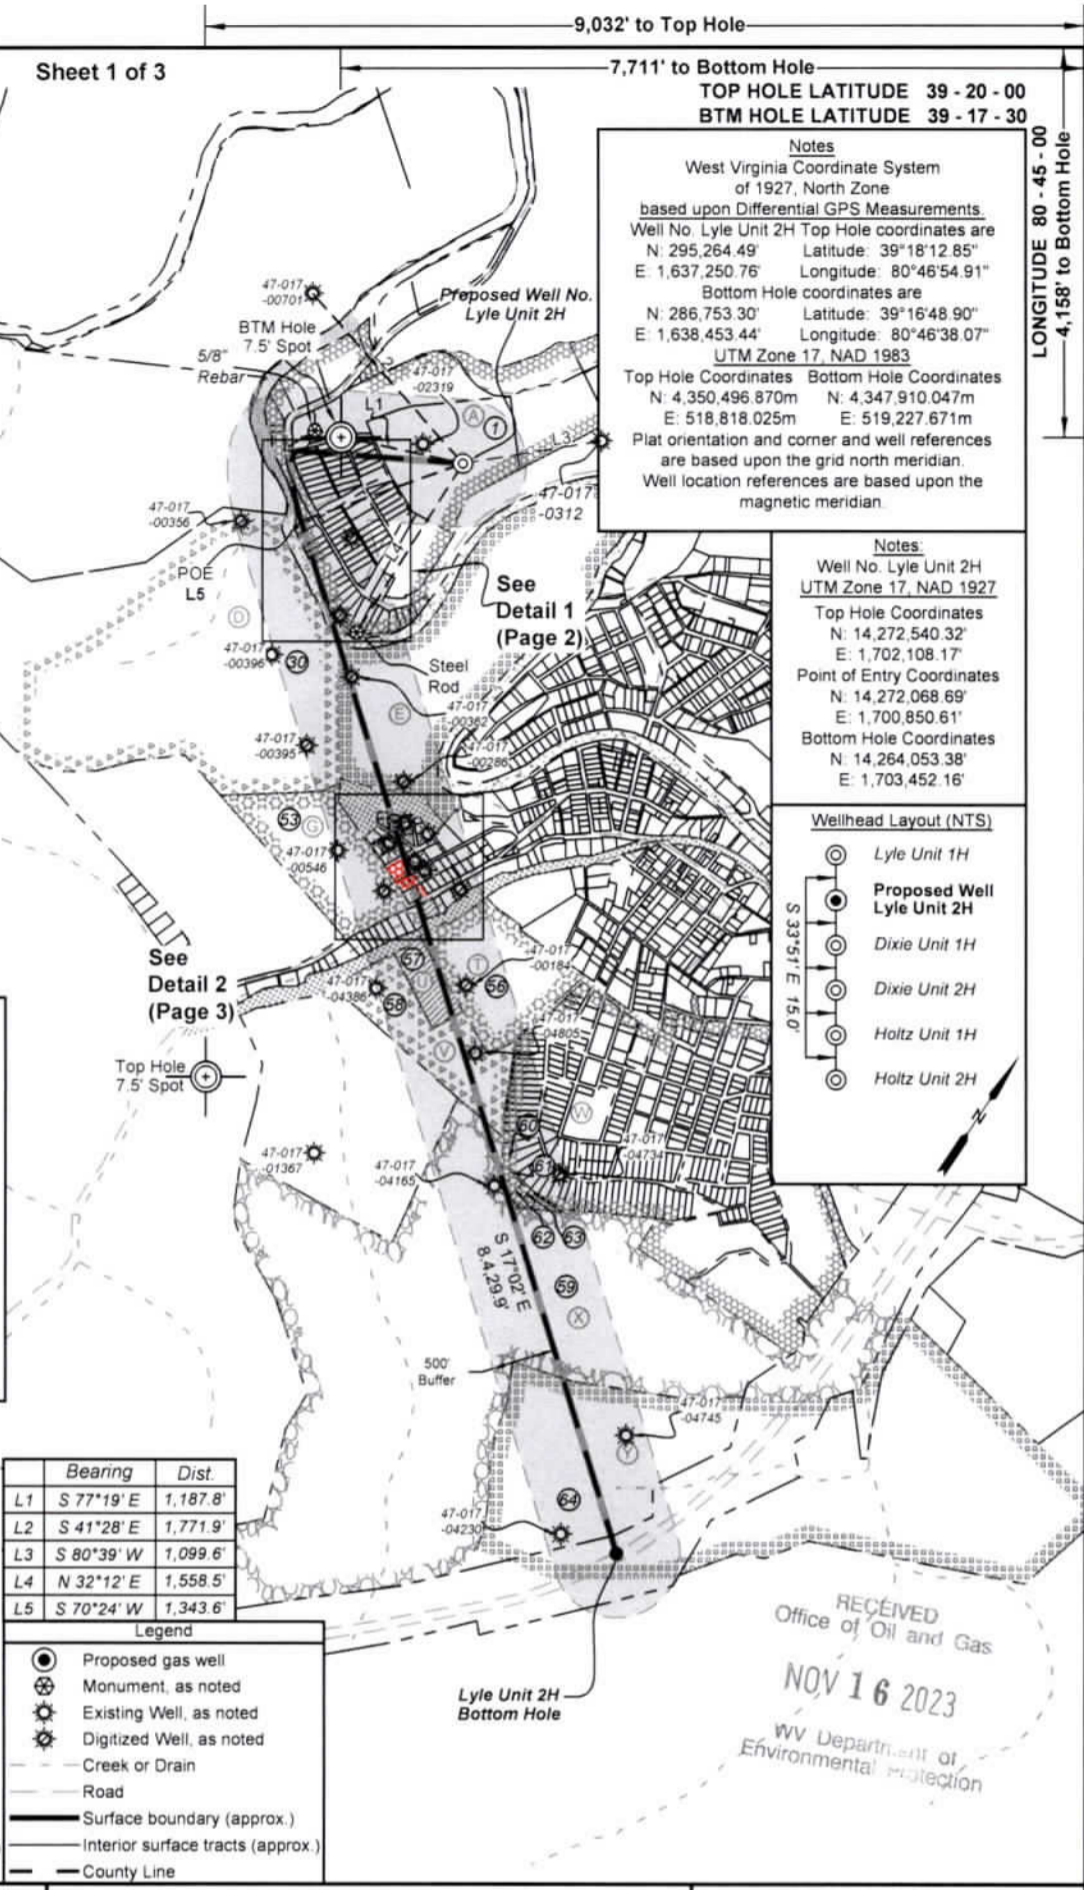 9,032' to Top Hole
Sheet 1 of 3
7,711' to Bottom Hole
TOP HOLE LATITUDE 39 - 20 - 00
BTM HOLE LATITUDE 39 - 17 - 30
LONGITUDE 80 - 45 - 00
4,158' to Bottom Hole
Notes
West Virginia Coordinate System
of 1927, North Zone
based upon Differential GPS Measurements.
Well No. Lyle Unit 2H Top Hole coordinates are
N: 295,264.49' Latitude: 39°18'12.85"
E: 1,637,250.76' Longitude: 80°46'54.91"
Bottom Hole coordinates are
N: 286,753.30' Latitude: 39°16'48.90"
E: 1,638,453.44' Longitude: 80°46'38.07"
UTM Zone 17, NAD 1983
Top Hole Coordinates Bottom Hole Coordinates
N: 4,350,496.870m N: 4,347,910.047m
E: 518,818.025m E: 519,227.671m
Plat orientation and corner and well references
are based upon the grid north meridian.
Well location references are based upon the
magnetic meridian.
47-017
-00701
Proposed Well No.
Lyle Unit 2H
BTM Hole
7.5' Spot
5/8"
Rebar
47-017
-02319
L1
A
1
L3
47-017
-0312
47-017
-00356
POE
L5
D
See
Detail 1
(Page 2)
47-017
-00396
30
Steel
Rod
E
47-017
-00362
47-017
-00395
47-017
-00286
53
G
47-017
-00546
Notes:
Well No. Lyle Unit 2H
UTM Zone 17, NAD 1927
Top Hole Coordinates
N: 14,272,540.32'
E: 1,702,108.17'
Point of Entry Coordinates
N: 14,272,068.69'
E: 1,700,850.61'
Bottom Hole Coordinates
N: 14,264,053.38'
E: 1,703,452.16'
Wellhead Layout (NTS)
Lyle Unit 1H
Proposed Well
Lyle Unit 2H
Dixie Unit 1H
Dixie Unit 2H
Holtz Unit 1H
Holtz Unit 2H
S 33°51' E 15.0'
N
See
Detail 2
(Page 3)
57
T
47-017
-00184
U
56
47-017
-04386
58
47-017
-04805
V
Top Hole
7.5' Spot
W
60
47-017
-04734
47-017
-01367
47-017
-04165
61
62
63
S 17°02' E
8,4,29.9'
59
X
500'
Buffer
47-017
-04745
Y
64
47-017
-04230
Bearing Dist.
L1 S 77°19' E 1,187.8'
L2 S 41°28' E 1,771.9'
L3 S 80°39' W 1,099.6'
L4 N 32°12' E 1,558.5'
L5 S 70°24' W 1,343.6'
Legend
Proposed gas well
Monument, as noted
Existing Well, as noted
Digitized Well, as noted
Creek or Drain
Road
Surface boundary (approx.)
Interior surface tracts (approx.)
County Line
Lyle Unit 2H
Bottom Hole
RECEIVED
Office of Oil and Gas
NOV 16 2023
WV Department of
Environmental Protection